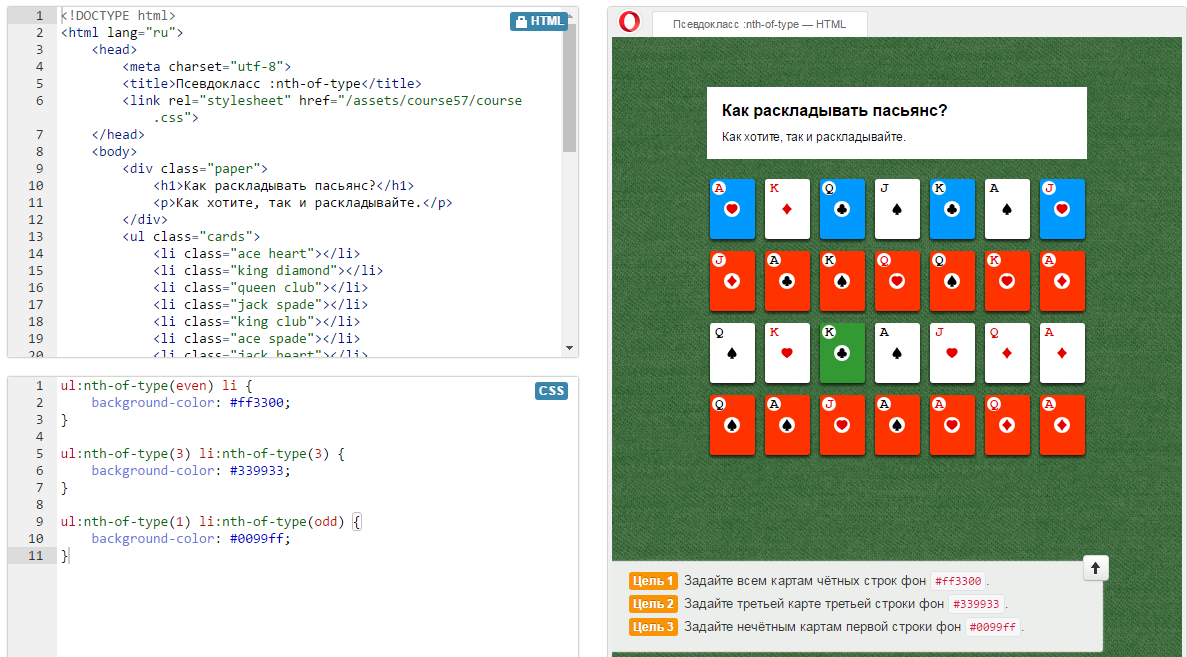 1 <!DOCTYPE html>
HTML
2 <html lang="ru">
3 <head>
4 <meta charset="utf-8">
5 <title>Псевдокласс :nth-of-type</title>
6 <link rel="stylesheet" href="/assets/course57/course
.css">
7 </head>
8 <body>
9 <div class="paper">
10 <h1>Как раскладывать пасьянс?</h1>
11 <p>Как хотите, так и раскладывайте.</p>
12 </div>
13 <ul class="cards">
14 <li class="ace heart"></li>
15 <li class="king diamond"></li>
16 <li class="queen club"></li>
17 <li class="jack spade"></li>
18 <li class="king club"></li>
19 <li class="ace spade"></li>
20 <li class="jack heart"></li>
1 ul:nth-of-type(even) li {
CSS
2 background-color: #ff3300;
3 }
4
5 ul:nth-of-type(3) li:nth-of-type(3) {
6 background-color: #339933;
7 }
8
9 ul:nth-of-type(1) li:nth-of-type(odd) {
10 background-color: #0099ff;
11 }
Псевдокласс :nth-of-type — HTML
Как раскладывать пасьянс?
Как хотите, так и раскладывайте.
A K Q J K A J
J A K Q Q K A
Q K K A J Q A
Q A J A A Q A
Цель 1 Задайте всем картам чётных строк фон #ff3300.
Цель 2 Задайте третьей карте третьей строки фон #339933.
Цель 3 Задайте нечётным картам первой строки фон #0099ff.